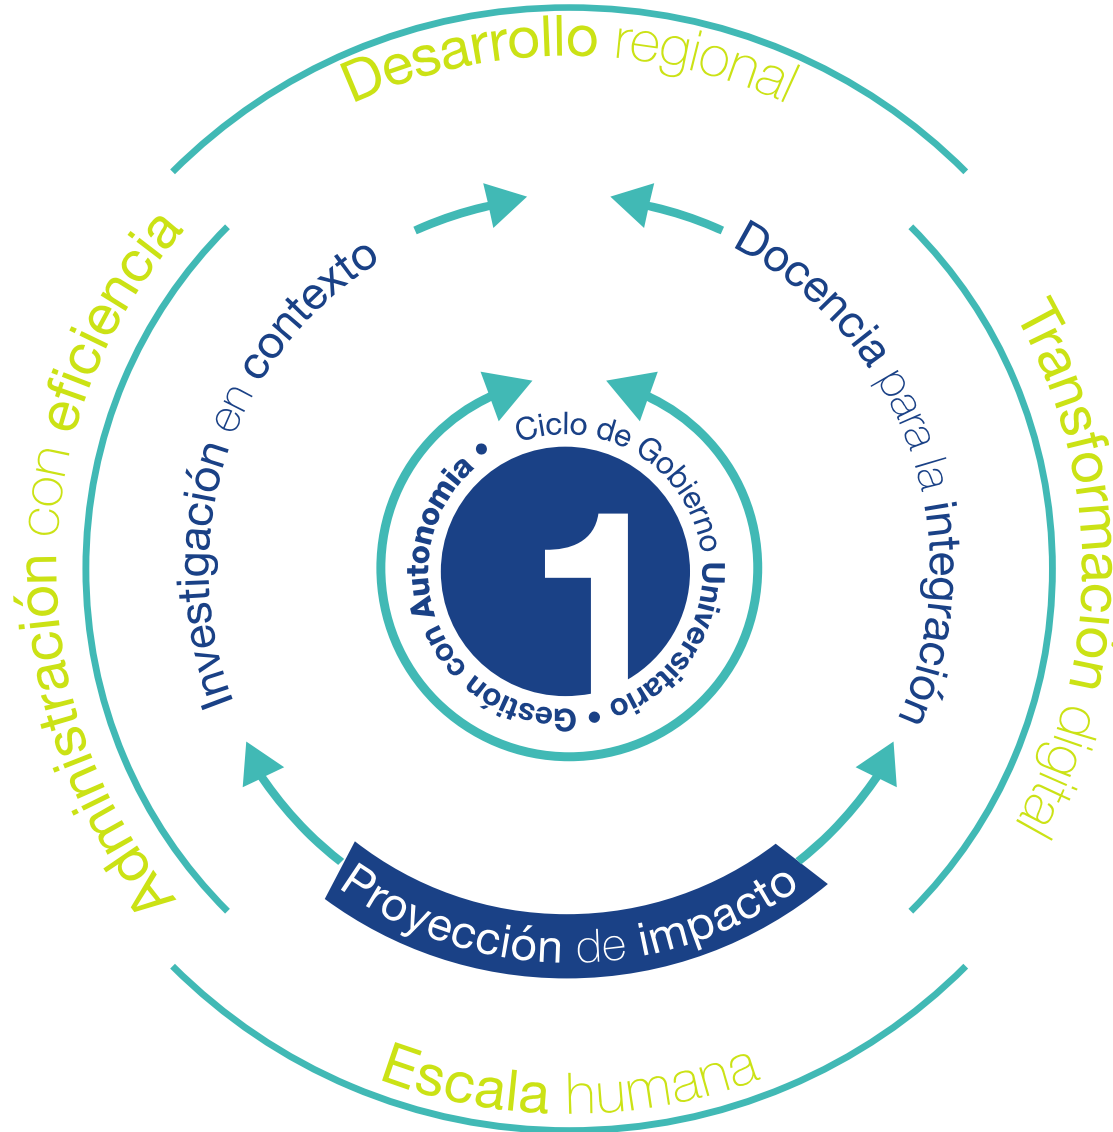 Desarrollo regional
Administración con eficiencia
Transformación digital
Escala humana
Investigación en contexto
Docencia para la integración
Proyección de impacto
Ciclo de Gobierno Universitario • Gestión con Autonomia •
1